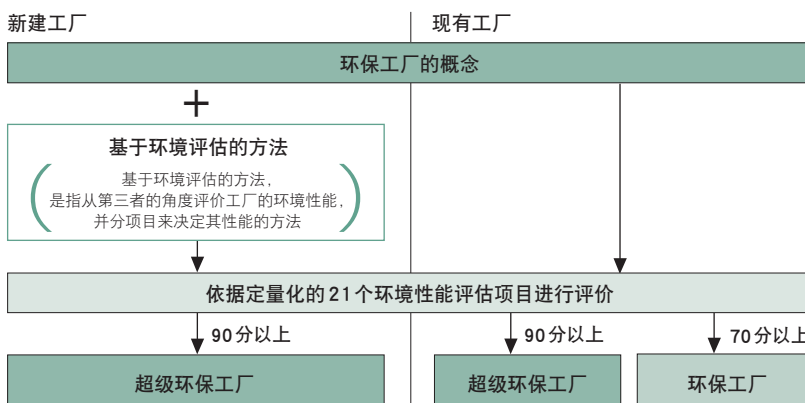 新建工厂
现有工厂
环保工厂的概念
+
基于环境评估的方法
基于环境评估的方法，
是指从第三者的角度评价工厂的环境性能，
并分项目来决定其性能的方法
依据定量化的21个环境性能评估项目进行评价
90分以上
90分以上
70分以上
超级环保工厂
超级环保工厂
环保工厂